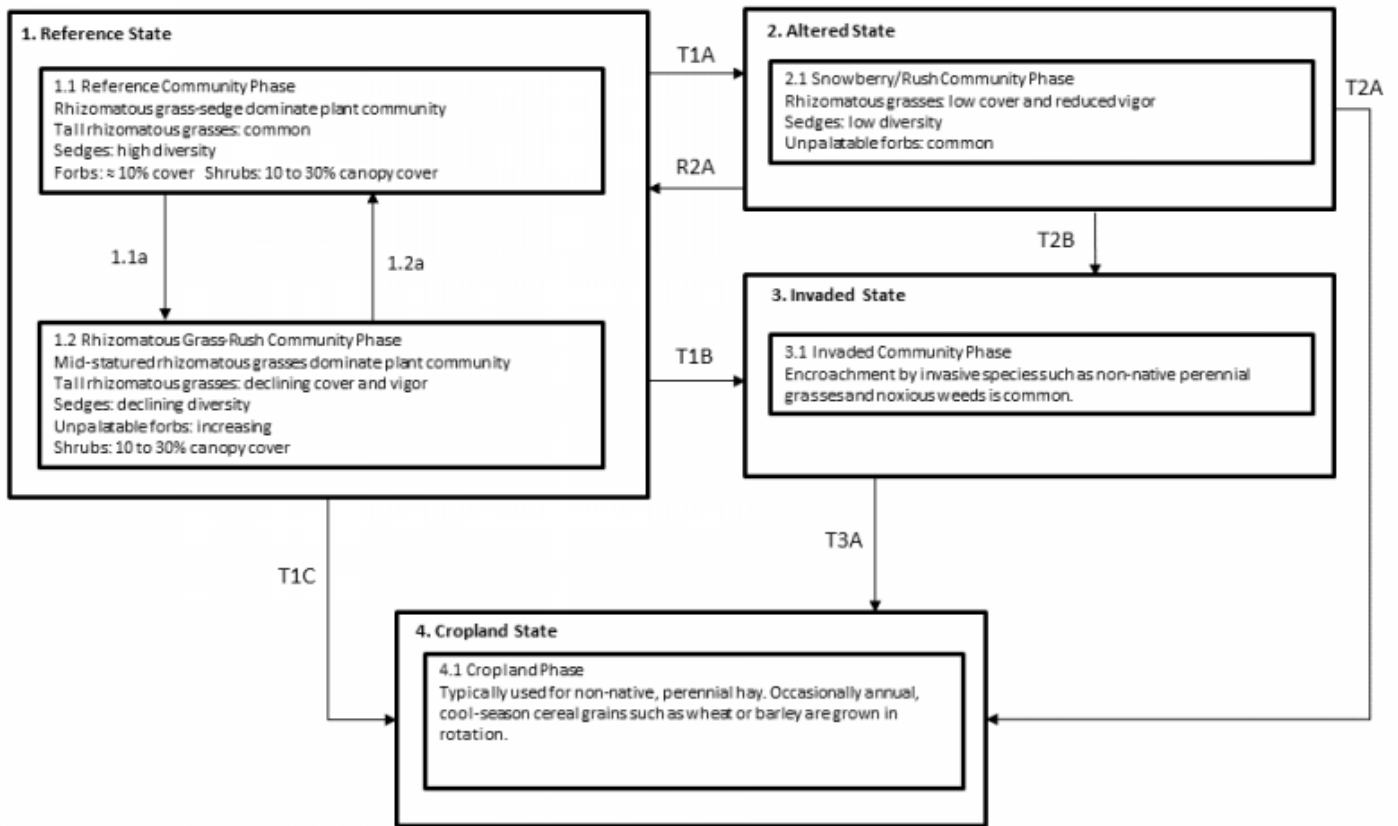 1. Reference State
1.1 Reference Community Phase
Rhizomatous grass-sedge dominate plant community
Tall rhizomatous grasses: common
Sedges: high diversity
Forbs: ≈ 10% cover   Shrubs: 10 to 30% canopy cover
1.1a
1.2a
1.2 Rhizomatous Grass-Rush Community Phase
Mid-statured rhizomatous grasses dominate plant community
Tall rhizomatous grasses: declining cover and vigor
Sedges: declining diversity
Unpalatable forbs: increasing
Shrubs: 10 to 30% canopy cover
T1A
R2A
T1B
2. Altered State
2.1 Snowberry/Rush Community Phase
Rhizomatous grasses: low cover and reduced vigor
Sedges: low diversity
Unpalatable forbs: common
T2A
T2B
3. Invaded State
3.1 Invaded Community Phase
Encroachment by invasive species such as non-native perennial
grasses and noxious weeds is common.
T3A
T1C
4. Cropland State
4.1 Cropland Phase
Typically used for non-native, perennial hay. Occasionally annual,
cool-season cereal grains such as wheat or barley are grown in
rotation.